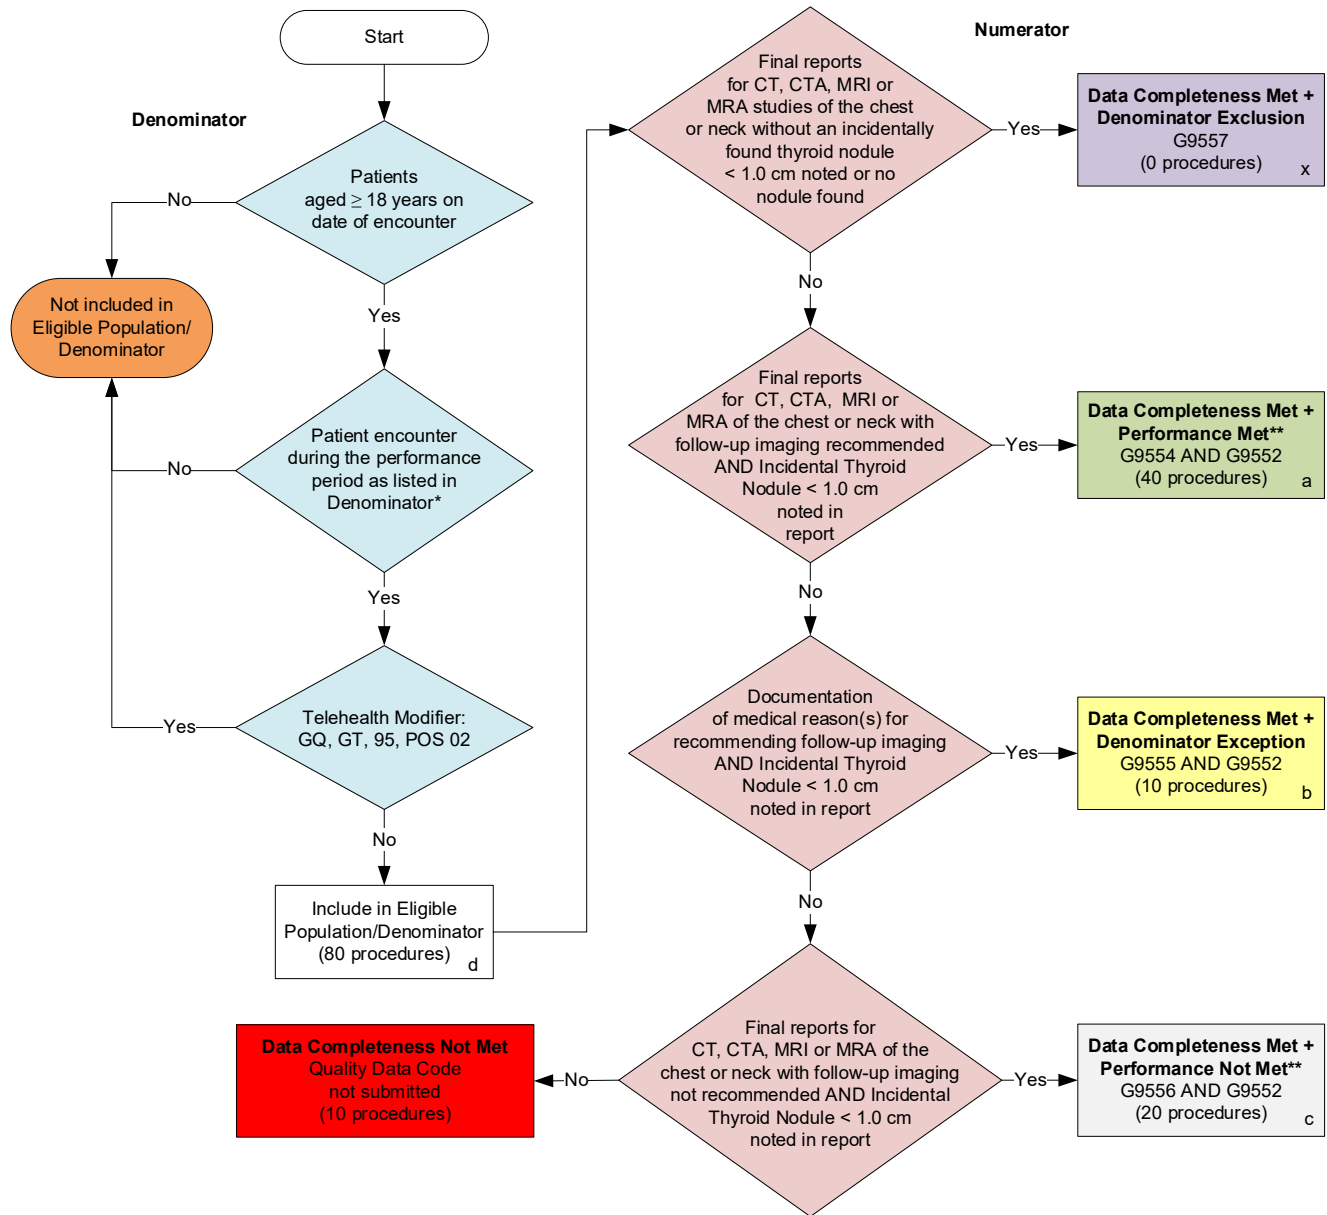 Start
Denominator
Patients
aged ≥ 18 years on
date of encounter
No
Yes
Not included in
Eligible Population/
Denominator
Patient encounter
during the performance
period as listed in
Denominator*
No
Yes
Telehealth Modifier:
GQ, GT, 95, POS 02
Yes
No
Include in Eligible
Population/Denominator
(80 procedures)
d
Numerator
Final reports
for CT, CTA, MRI or
MRA studies of the chest
or neck without an incidentally
found thyroid nodule
< 1.0 cm noted or no
nodule found
Yes
Data Completeness Met +
Denominator Exclusion
G9557
(0 procedures)
x
No
Final reports
for CT, CTA, MRI or
MRA of the chest or neck with
follow-up imaging recommended
AND Incidental Thyroid
Nodule < 1.0 cm
noted in
report
Yes
Data Completeness Met +
Performance Met**
G9554 AND G9552
(40 procedures)
a
No
Documentation
of medical reason(s) for
recommending follow-up imaging
AND Incidental Thyroid
Nodule < 1.0 cm
noted in report
Yes
Data Completeness Met +
Denominator Exception
G9555 AND G9552
(10 procedures)
b
No
Final reports for
CT, CTA, MRI or MRA of the
chest or neck with follow-up imaging
not recommended AND Incidental
Thyroid Nodule < 1.0 cm
noted in report
Yes
Data Completeness Met +
Performance Not Met**
G9556 AND G9552
(20 procedures)
c
No
Data Completeness Not Met
Quality Data Code
not submitted
(10 procedures)